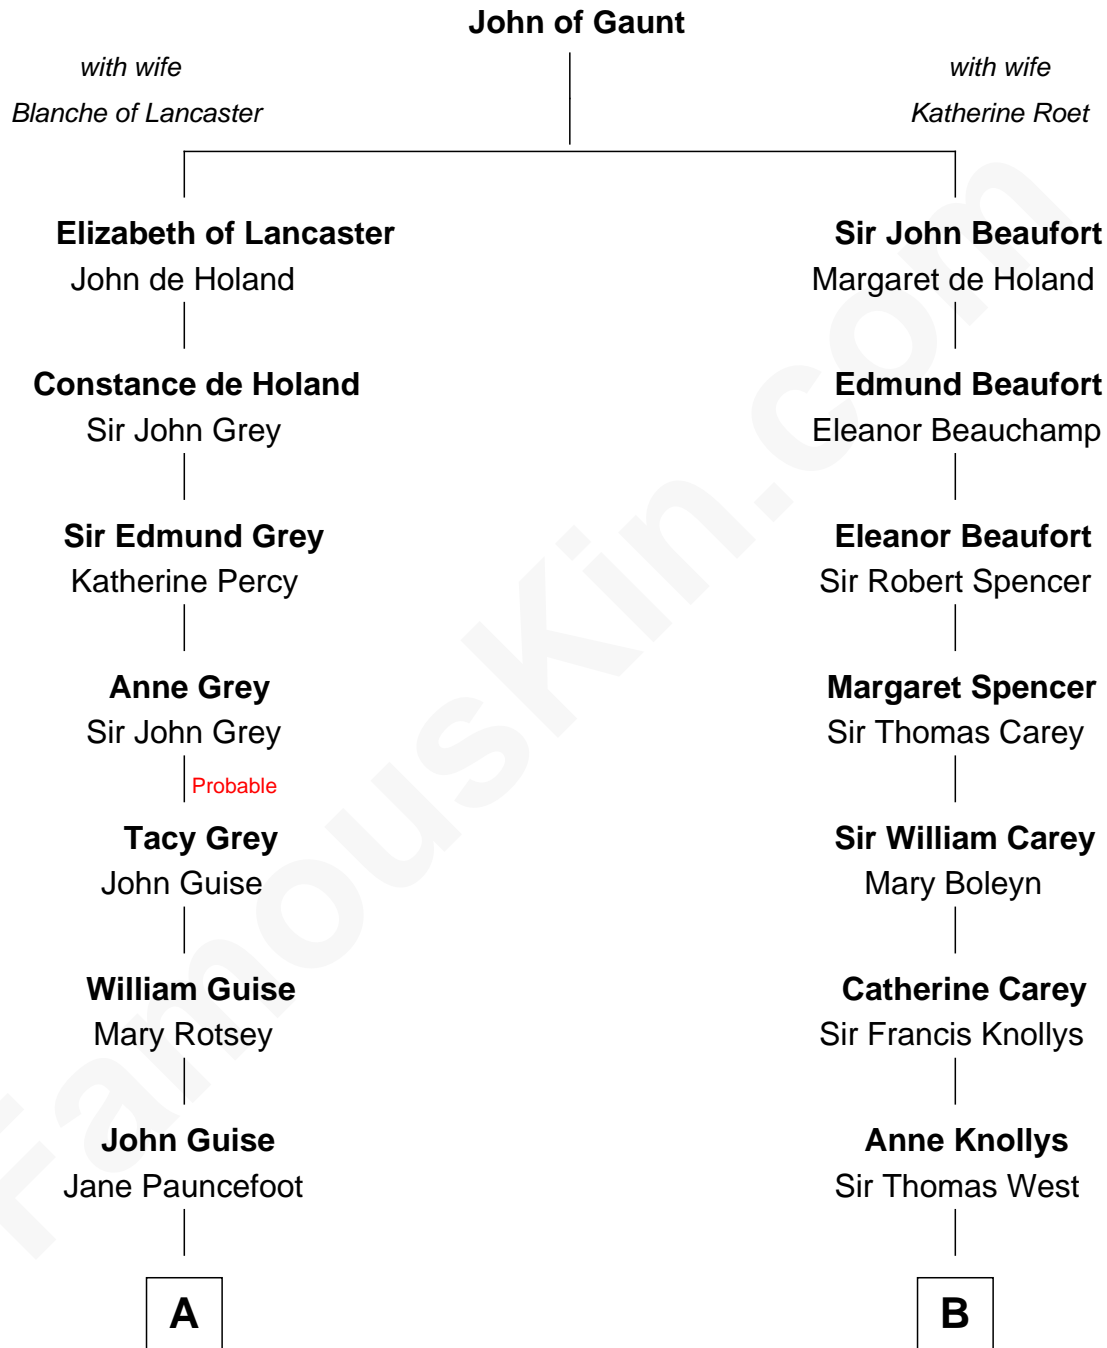 John of Gaunt
with wife
Blanche of Lancaster
with wife
Katherine Roet
Elizabeth of Lancaster
John de Holand
Sir John Beaufort
Margaret de Holand
Constance de Holand
Sir John Grey
Edmund Beaufort
Eleanor Beauchamp
Sir Edmund Grey
Katherine Percy
Eleanor Beaufort
Sir Robert Spencer
Anne Grey
Sir John Grey
Margaret Spencer
Sir Thomas Carey
Probable
Tacy Grey
John Guise
Sir William Carey
Mary Boleyn
William Guise
Mary Rotsey
Catherine Carey
Sir Francis Knollys
John Guise
Jane Pauncefoot
Anne Knollys
Sir Thomas West
A
B
FamousKin.com